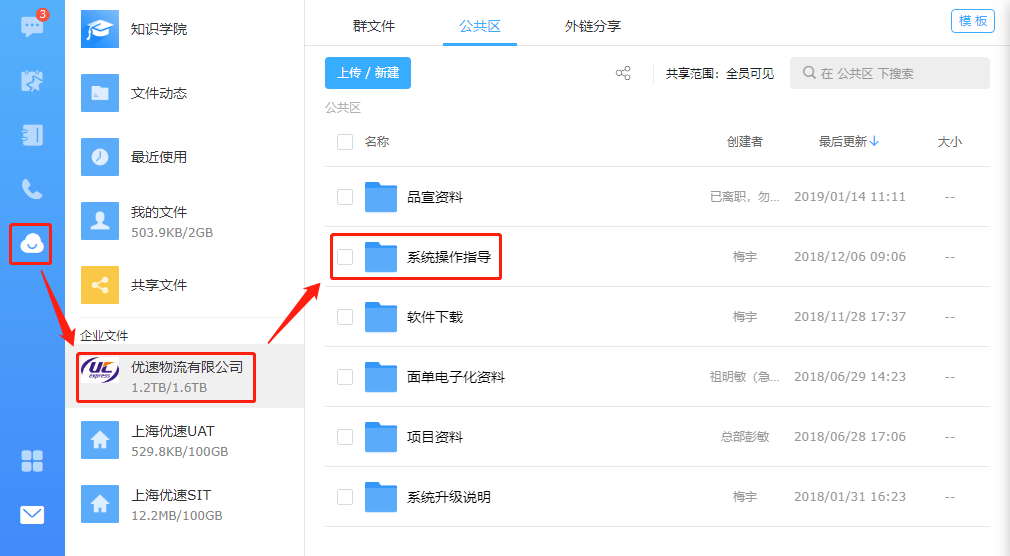 3
知识学院
文件动态
最近使用
我的文件
503.9KB/2GB
共享文件
企业文件
UC
express
优速物流有限公司
1.2TB/1.6TB
上海优速UAT
529.8KB/100GB
上海优速SIT
12.2MB/100GB
群文件 公共区 外链分享 模板
上传 / 新建 共享范围：全员可见 在 公共区 下搜索
公共区
名称 创建者 最后更新 大小
品宣资料 已离职，勿... 2019/01/14 11:11 --
系统操作指导 梅宇 2018/12/06 09:06 --
软件下载 梅宇 2018/11/28 17:37 --
面单电子化资料 祖明敏（急... 2018/06/29 14:23 --
项目资料 总部彭敏 2018/06/28 17:06 --
系统升级说明 梅宇 2018/01/31 16:23 --